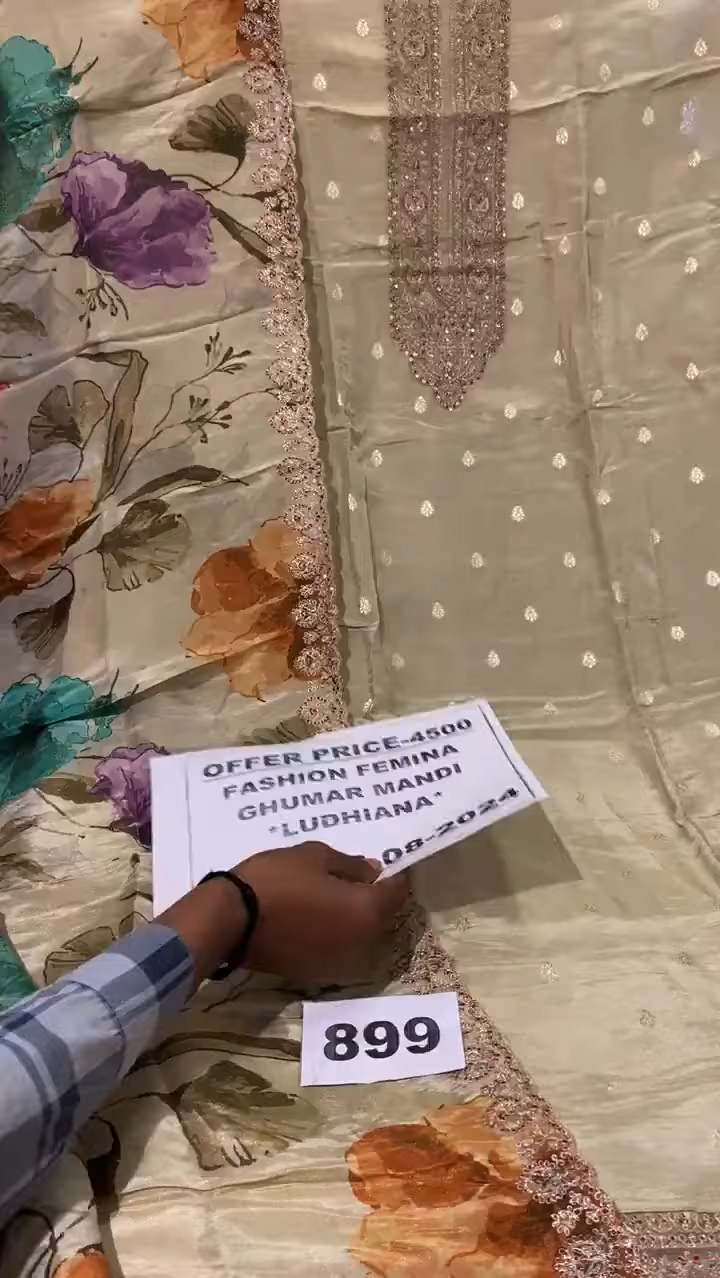 OFFER PRICE-4500
FASHION FEMINA
GHUMAR MANDI
*LUDHIANA*
08-2024
899